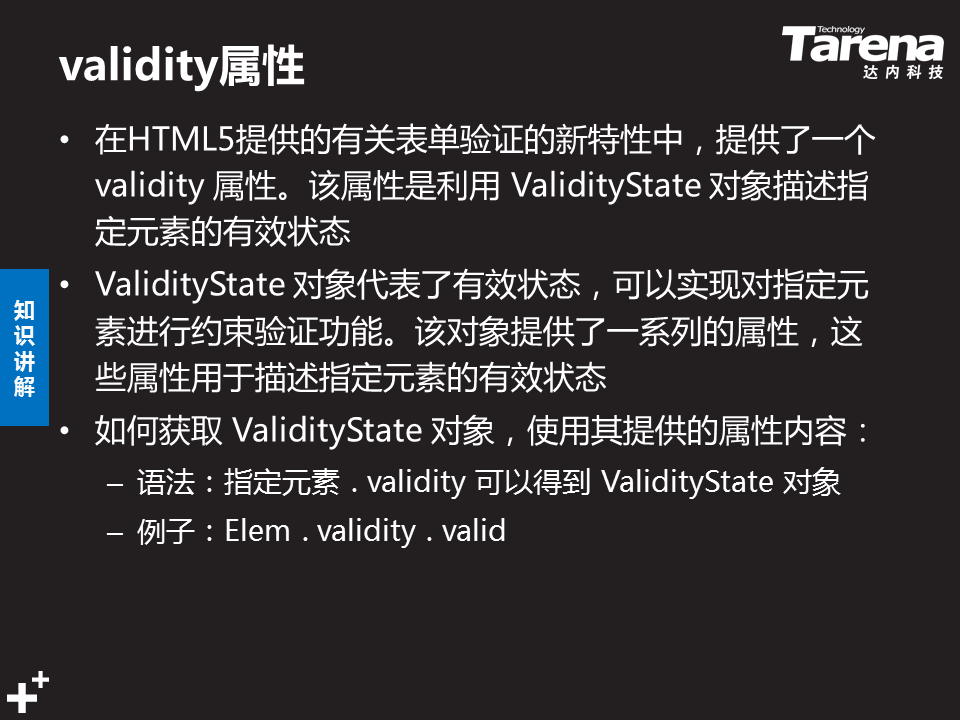 validity属性
Technology
Tarena
达内科技
• 在HTML5提供的有关表单验证的新特性中，提供了一个
validity 属性。该属性是利用 ValidityState 对象描述指
定元素的有效状态
• ValidityState 对象代表了有效状态，可以实现对指定元
素进行约束验证功能。该对象提供了一系列的属性，这
些属性用于描述指定元素的有效状态
• 如何获取 ValidityState 对象，使用其提供的属性内容：
– 语法：指定元素 . validity 可以得到 ValidityState 对象
– 例子：Elem . validity . valid
知
识
讲
解